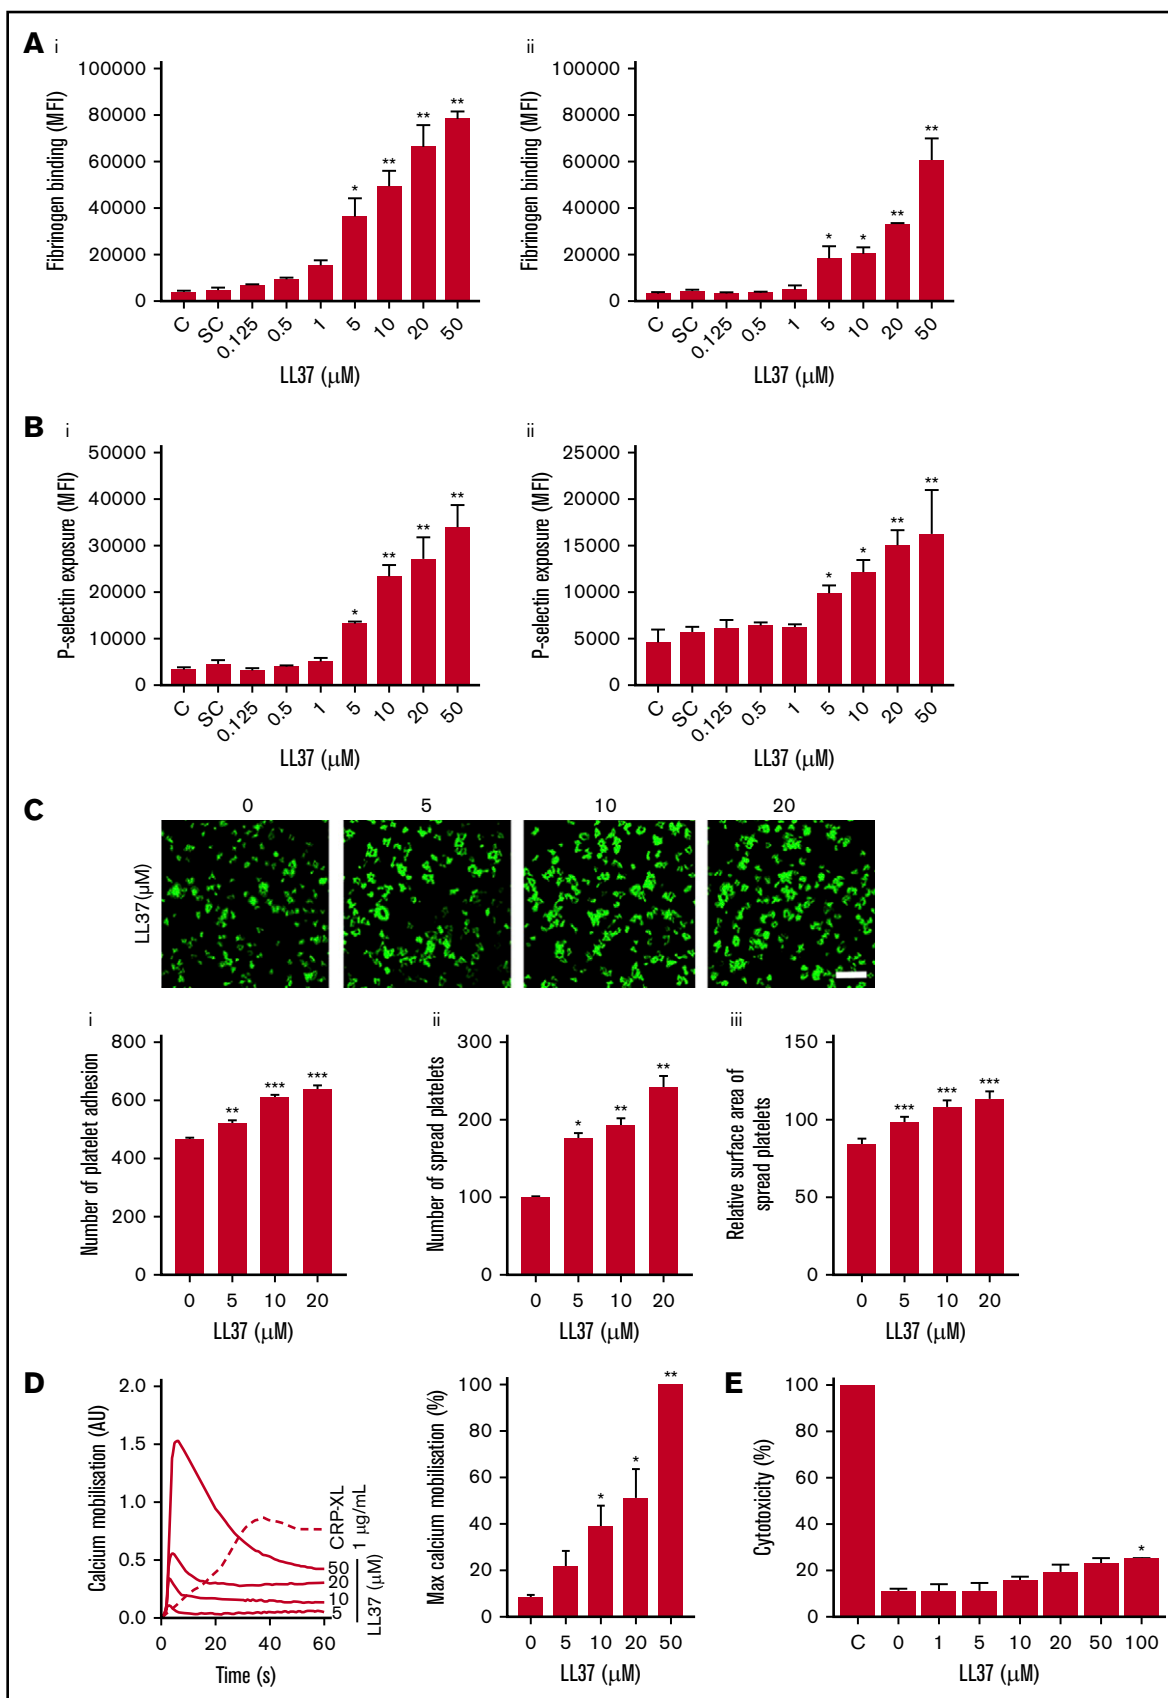 A i ii
100000 100000
80000 80000
60000 60000
40000 40000
20000 20000
0 0
Fibrinogen binding (MFI) Fibrinogen binding (MFI)
* ** ** ** * * ** **
C SC 0.125 0.5 1 5 10 20 50 C SC 0.125 0.5 1 5 10 20 50
LL37 (μM) LL37 (μM)
B i ii
50000 25000
40000 20000
30000 15000
20000 10000
10000 5000
0 0
P-selectin exposure (MFI) P-selectin exposure (MFI)
* ** ** ** * * ** **
C SC 0.125 0.5 1 5 10 20 50 C SC 0.125 0.5 1 5 10 20 50
LL37 (μM) LL37 (μM)
C 0 5 10 20
LL37 (μM)
i ii iii
800 300 150
600 200 100
400 100 50
200 0 0
0
Number of platelet adhesion Number of spread platelets Relative surface area of
spread platelets
** *** *** * ** ** *** *** ***
0 5 10 20 0 5 10 20 0 5 10 20
LL37 (μM) LL37 (μM) LL37 (μM)
D E
2.0 100 100
1.5 80 80
1.0 60 60
0.5 40 40
0.0 20 20
0 0
Calcium mobilisation (AU) Max calcium mobilisation (%) Cytotoxicity (%)
CRP-XL
1 μg/mL
50
20
10
5
LL37 (μM)
* * ** *
0 20 40 60 0 5 10 20 50 C 0 1 5 10 20 50 100
Time (s) LL37 (μM) LL37 (μM)